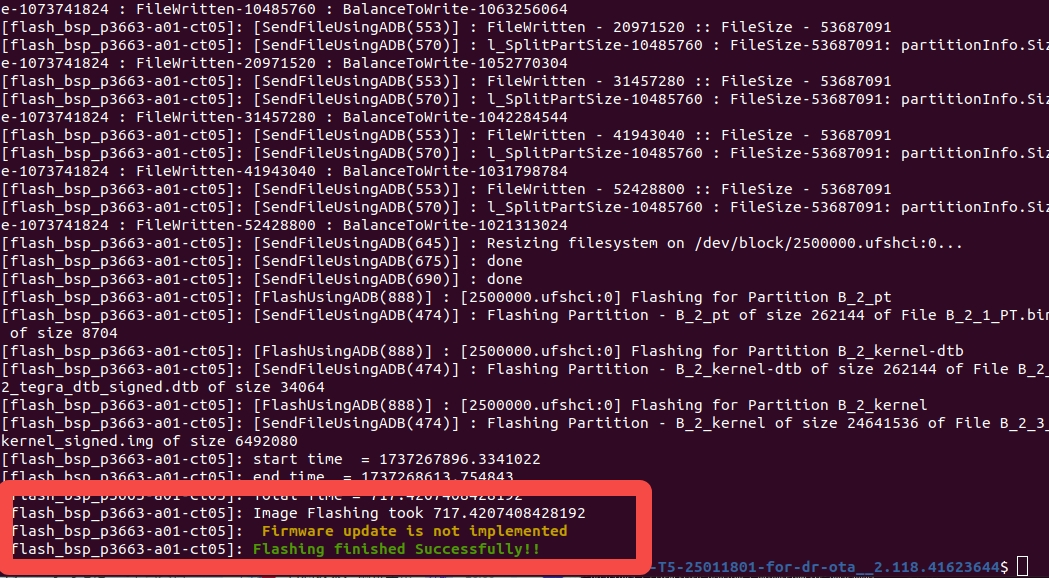 e-1073741824 : FileWritten-10485760 : BalanceToWrite-1063256064
[flash_bsp_p3663-a01-ct05]: [SendFileUsingADB(553)] : FileWritten - 20971520 :: FileSize - 53687091
[flash_bsp_p3663-a01-ct05]: [SendFileUsingADB(570)] : l_SplitPartSize-10485760 : FileSize-53687091: partitionInfo.Siz
e-1073741824 : FileWritten-20971520 : BalanceToWrite-1052770304
[flash_bsp_p3663-a01-ct05]: [SendFileUsingADB(553)] : FileWritten - 31457280 :: FileSize - 53687091
[flash_bsp_p3663-a01-ct05]: [SendFileUsingADB(570)] : l_SplitPartSize-10485760 : FileSize-53687091: partitionInfo.Siz
e-1073741824 : FileWritten-31457280 : BalanceToWrite-1042284544
[flash_bsp_p3663-a01-ct05]: [SendFileUsingADB(553)] : FileWritten - 41943040 :: FileSize - 53687091
[flash_bsp_p3663-a01-ct05]: [SendFileUsingADB(570)] : l_SplitPartSize-10485760 : FileSize-53687091: partitionInfo.Siz
e-1073741824 : FileWritten-41943040 : BalanceToWrite-1031798784
[flash_bsp_p3663-a01-ct05]: [SendFileUsingADB(553)] : FileWritten - 52428800 :: FileSize - 53687091
[flash_bsp_p3663-a01-ct05]: [SendFileUsingADB(570)] : l_SplitPartSize-10485760 : FileSize-53687091: partitionInfo.Siz
e-1073741824 : FileWritten-52428800 : BalanceToWrite-1021313024
[flash_bsp_p3663-a01-ct05]: [SendFileUsingADB(645)] : Resizing filesystem on /dev/block/2500000.ufshci:0...
[flash_bsp_p3663-a01-ct05]: [SendFileUsingADB(675)] : done
[flash_bsp_p3663-a01-ct05]: [SendFileUsingADB(690)] : done
[flash_bsp_p3663-a01-ct05]: [FlashUsingADB(888)] : [2500000.ufshci:0] Flashing for Partition B_2_pt
[flash_bsp_p3663-a01-ct05]: [SendFileUsingADB(474)] : Flashing Partition - B_2_pt of size 262144 of File B_2_1_PT.bin
 of size 8704
[flash_bsp_p3663-a01-ct05]: [FlashUsingADB(888)] : [2500000.ufshci:0] Flashing for Partition B_2_kernel-dtb
[flash_bsp_p3663-a01-ct05]: [SendFileUsingADB(474)] : Flashing Partition - B_2_kernel-dtb of size 262144 of File B_2_
2_tegra_dtb_signed.dtb of size 34064
[flash_bsp_p3663-a01-ct05]: [FlashUsingADB(888)] : [2500000.ufshci:0] Flashing for Partition B_2_kernel
[flash_bsp_p3663-a01-ct05]: [SendFileUsingADB(474)] : Flashing Partition - B_2_kernel of size 24641536 of File B_2_3_
kernel_signed.img of size 6492080
[flash_bsp_p3663-a01-ct05]: start time  = 1737267896.3341022
[flash_bsp_p3663-a01-ct05]: end time  = 1737268613.754843
flash_bsp_p3663-a01-ct05]: Total Time = 717.4207408428192
flash_bsp_p3663-a01-ct05]: Image Flashing took 717.4207408428192
flash_bsp_p3663-a01-ct05]:  Firmware update is not implemented
flash_bsp_p3663-a01-ct05]: Flashing finished Successfully!!
-T5-25011801-for-dr-ota__2.118.41623644$